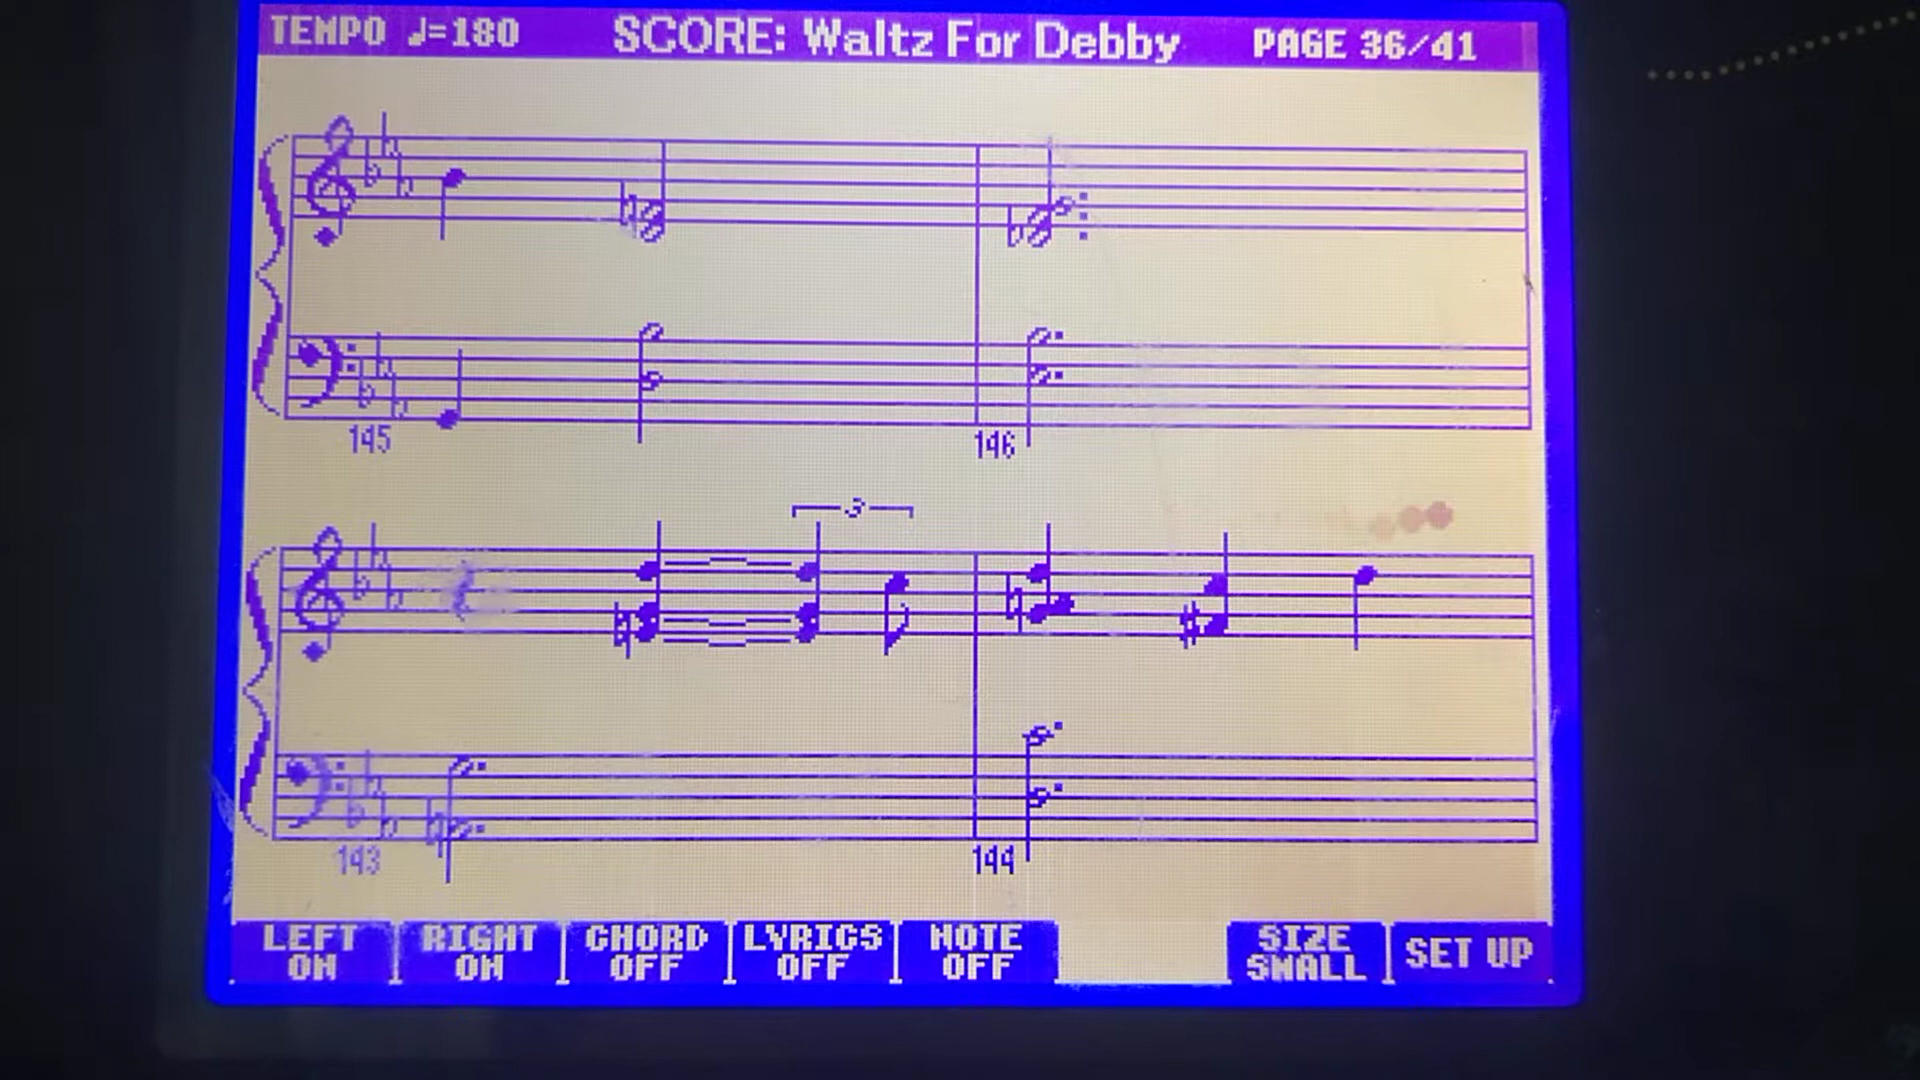 TEMPO ♩=180 SCORE: Waltz For Debby PAGE 36/41
145 146
3
143 144
LEFT ON RIGHT ON CHORD OFF LYRICS OFF NOTE OFF SIZE SMALL SET UP